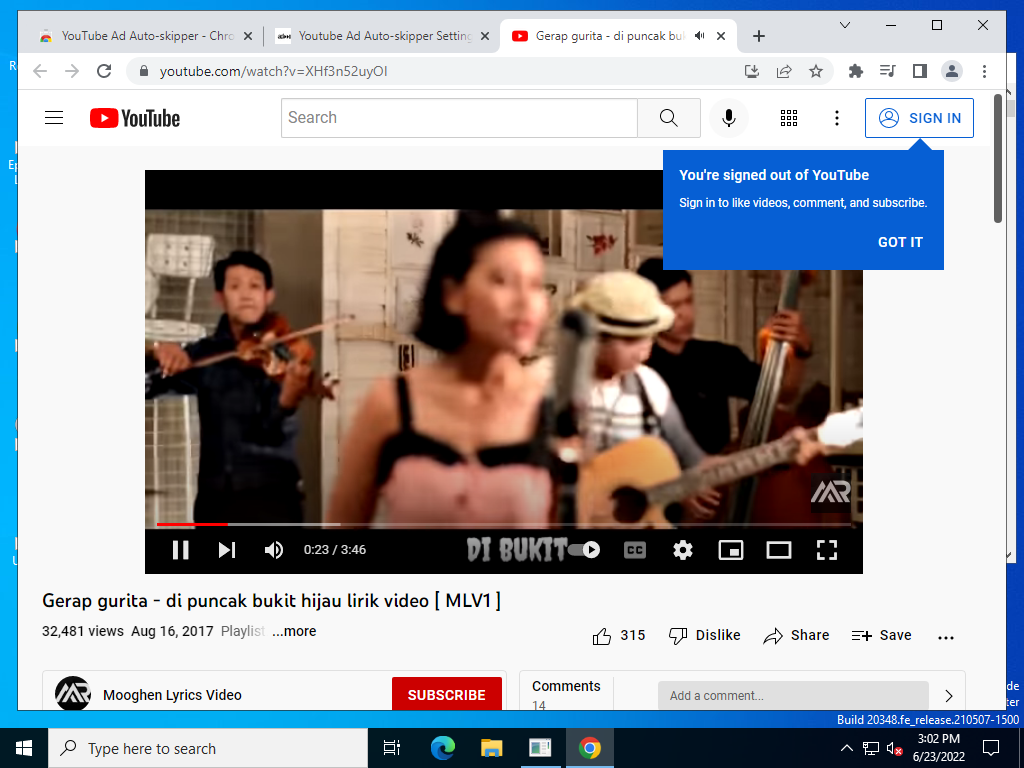 YouTube Ad Auto-skipper - Chro
Youtube Ad Auto-skipper Setting
Gerap gurita - di puncak buk
youtube.com/watch?v=XHf3n52uyOI
YouTube
Search
SIGN IN
You're signed out of YouTube
Sign in to like videos, comment, and subscribe.
GOT IT
MR
0:23 / 3:46
DI BUKIT
CC
Gerap gurita - di puncak bukit hijau lirik video [ MLV1 ]
32,481 views Aug 16, 2017 Playlist ...more
315 Dislike Share Save
Mooghen Lyrics Video
SUBSCRIBE
Comments
14
Add a comment...
Build 20348.fe_release.210507-1500
Type here to search
3:02 PM
6/23/2022